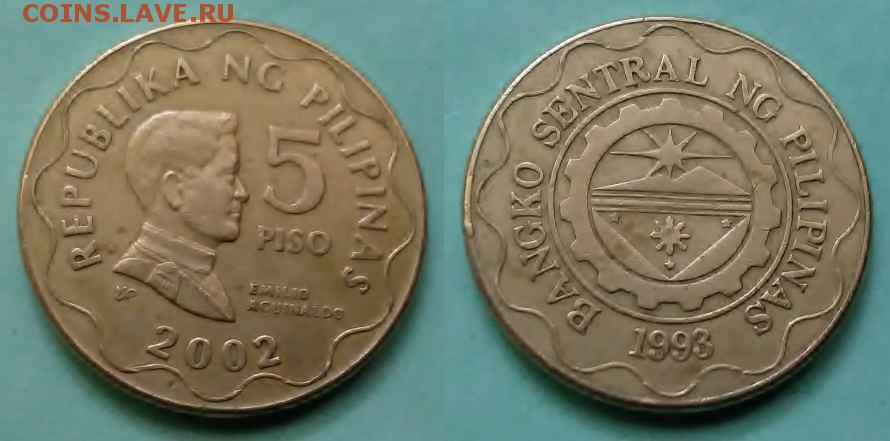 COINS.LAVE.RU
REPUBLIKA NG PILIPINAS
5
PISO
EMILIO
AGUINALDO
2002
BANGKO SENTRAL NG PILIPINAS
1993